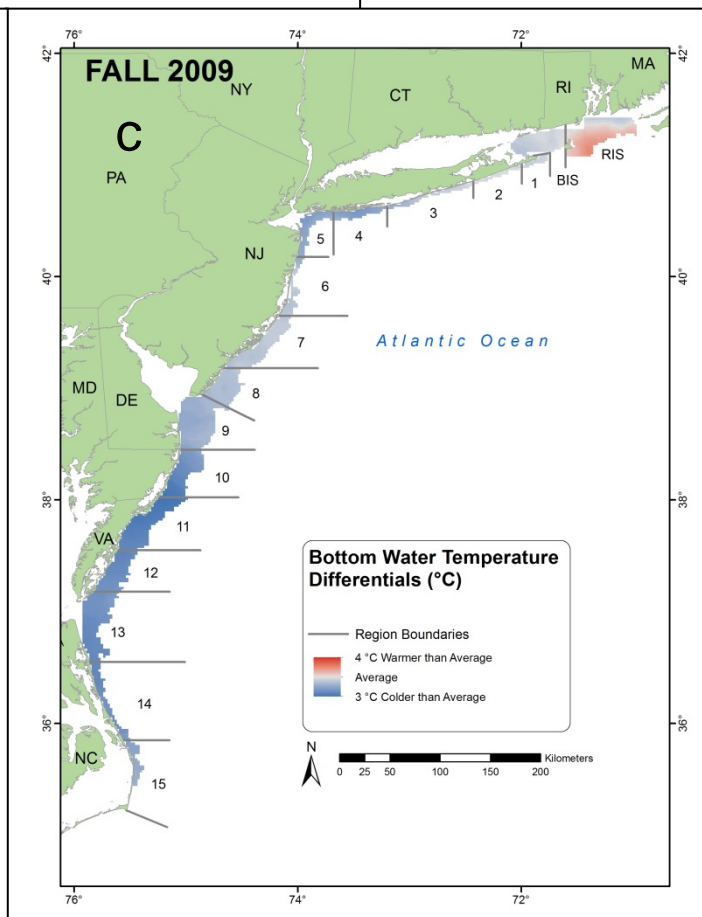 76°
74°
72°
42°
42°
FALL 2009
C
NY
CT
RI
MA
PA
RIS
BIS
1
2
3
4
5
NJ
6
40°
40°
7
Atlantic Ocean
MD
DE
8
9
10
38°
38°
11
VA
12
13
14
36°
36°
NC
15
Bottom Water Temperature
Differentials (°C)
Region Boundaries
4 °C Warmer than Average
Average
3 °C Colder than Average
N
Kilometers
0 25 50 100 150 200
76°
74°
72°